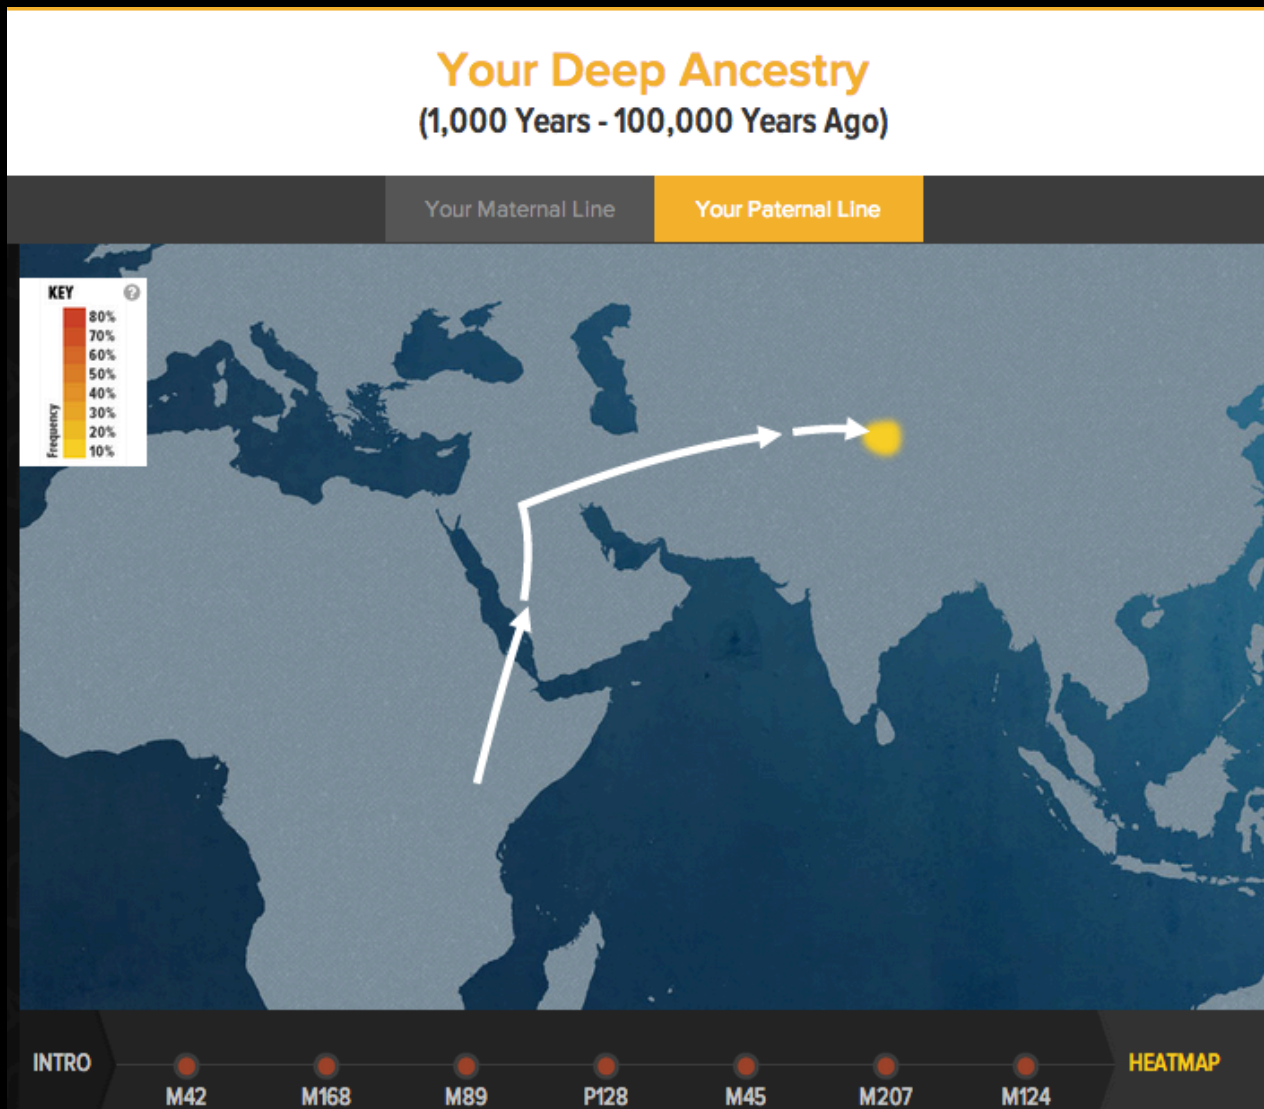 Your Deep Ancestry
(1,000 Years - 100,000 Years Ago)
Your Maternal Line
Your Paternal Line
KEY
?
80%
70%
60%
50%
40%
30%
20%
10%
Frequency
INTRO
M42
M168
M89
P128
M45
M207
M124
HEATMAP